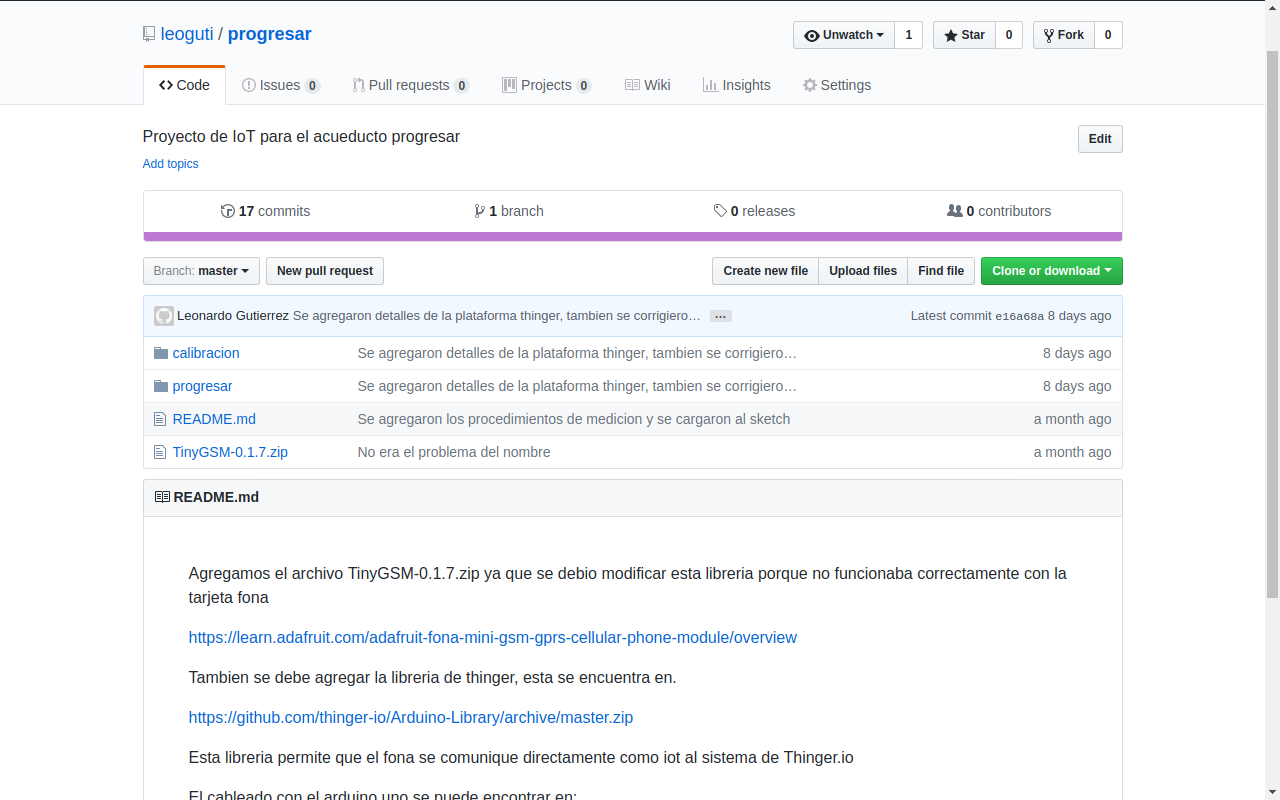 leoguti / progresar
Unwatch 1 Star 0 Fork 0
Code Issues 0 Pull requests 0 Projects 0 Wiki Insights Settings
Proyecto de IoT para el acueducto progresar
Edit
Add topics
17 commits 1 branch 0 releases 0 contributors
Branch: master New pull request Create new file Upload files Find file Clone or download
Leonardo Gutierrez Se agregaron detalles de la plataforma thinger, tambien se corrigiero… … Latest commit e16a68a 8 days ago
calibracion Se agregaron detalles de la plataforma thinger, tambien se corrigiero… 8 days ago
progresar Se agregaron detalles de la plataforma thinger, tambien se corrigiero… 8 days ago
README.md Se agregaron los procedimientos de medicion y se cargaron al sketch a month ago
TinyGSM-0.1.7.zip No era el problema del nombre a month ago
README.md
Agregamos el archivo TinyGSM-0.1.7.zip ya que se debio modificar esta libreria porque no funcionaba correctamente con la
tarjeta fona
https://learn.adafruit.com/adafruit-fona-mini-gsm-gprs-cellular-phone-module/overview
Tambien se debe agregar la libreria de thinger, esta se encuentra en.
https://github.com/thinger-io/Arduino-Library/archive/master.zip
Esta libreria permite que el fona se comunique directamente como iot al sistema de Thinger.io
El cableado con el arduino uno se puede encontrar en: